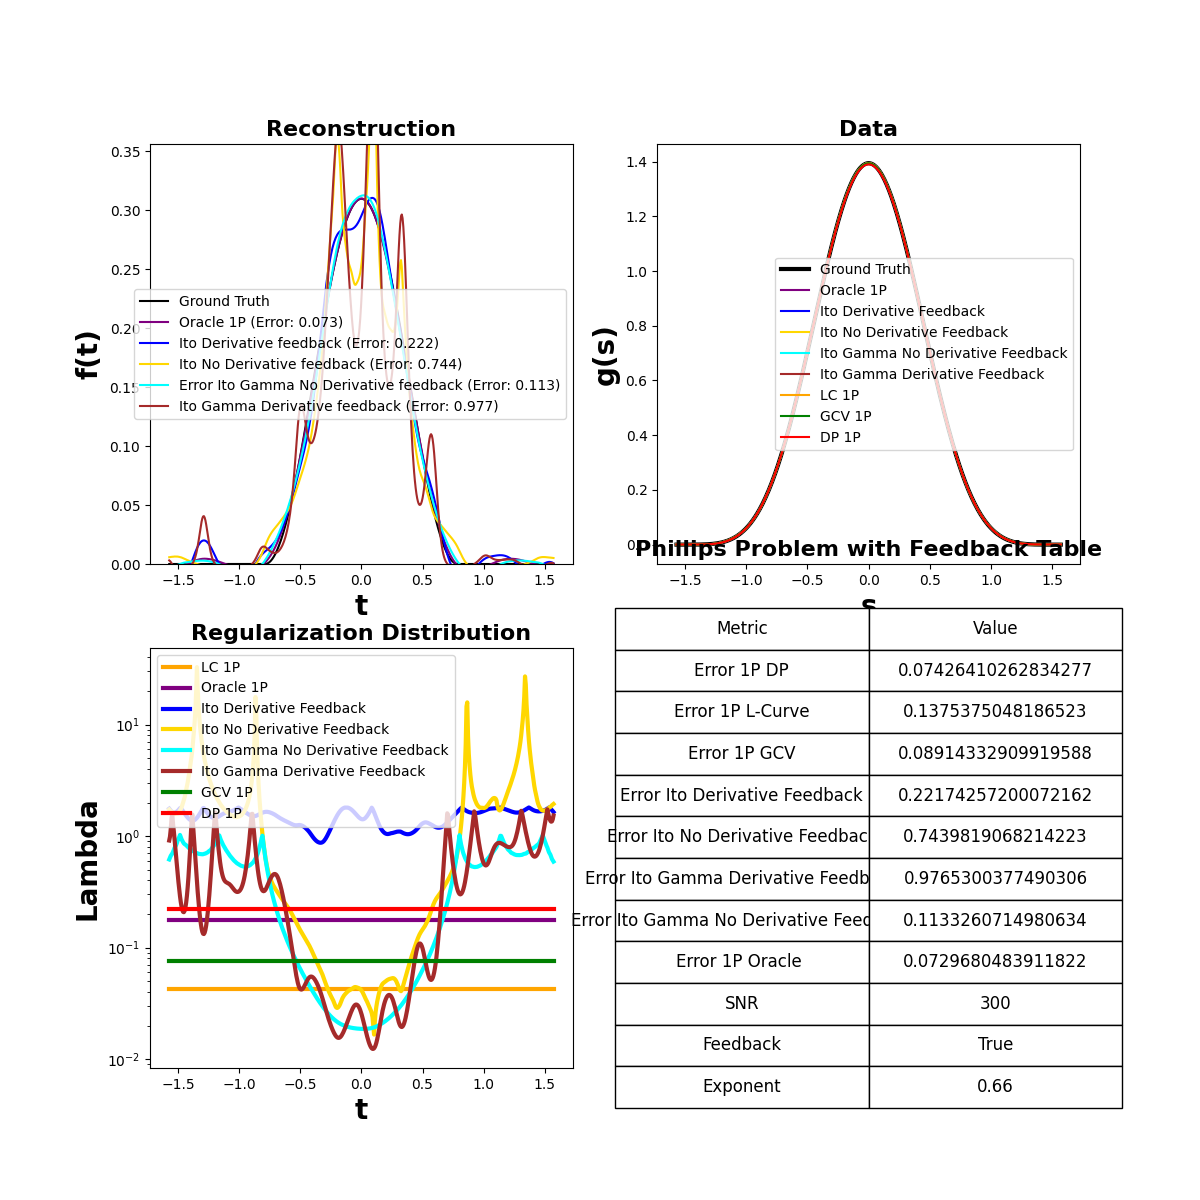 Reconstruction
0.35
0.30
0.25
0.20
0.15
0.10
0.05
0.00
f(t)
Ground Truth
Oracle 1P (Error: 0.073)
Ito Derivative feedback (Error: 0.222)
Ito No Derivative feedback (Error: 0.744)
Error Ito Gamma No Derivative feedback (Error: 0.113)
Ito Gamma Derivative feedback (Error: 0.977)
−1.5 −1.0 −0.5 0.0 0.5 1.0 1.5
t
Data
1.4
1.2
1.0
0.8
0.6
0.4
0.2
g(s)
Ground Truth
Oracle 1P
Ito Derivative Feedback
Ito No Derivative Feedback
Ito Gamma No Derivative Feedback
Ito Gamma Derivative Feedback
LC 1P
GCV 1P
DP 1P
−1.5 −1.0 −0.5 0.0 0.5 1.0 1.5
s
Regularization Distribution
10^1
10^0
10^−1
10^−2
Lambda
LC 1P
Oracle 1P
Ito Derivative Feedback
Ito No Derivative Feedback
Ito Gamma No Derivative Feedback
Ito Gamma Derivative Feedback
GCV 1P
DP 1P
−1.5 −1.0 −0.5 0.0 0.5 1.0 1.5
t
Phillips Problem with Feedback Table
Metric Value
Error 1P DP 0.07426410262834277
Error 1P L-Curve 0.1375375048186523
Error 1P GCV 0.08914332909919588
Error Ito Derivative Feedback 0.22174257200072162
Error Ito No Derivative Feedbac 0.7439819068214223
Error Ito Gamma Derivative Feedb 0.9765300377490306
Error Ito Gamma No Derivative Feed 0.1133260714980634
Error 1P Oracle 0.0729680483911822
SNR 300
Feedback True
Exponent 0.66